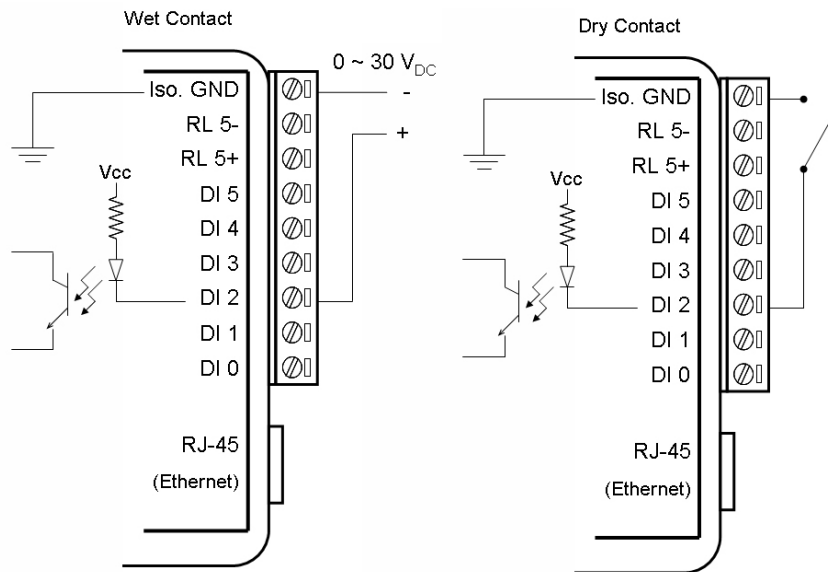 Wet Contact
0 ~ 30 VDC
Iso. GND
-
RL 5-
+
RL 5+
Vcc
DI 5
DI 4
DI 3
DI 2
DI 1
DI 0
RJ-45
(Ethernet)
Dry Contact
Iso. GND
RL 5-
RL 5+
Vcc
DI 5
DI 4
DI 3
DI 2
DI 1
DI 0
RJ-45
(Ethernet)